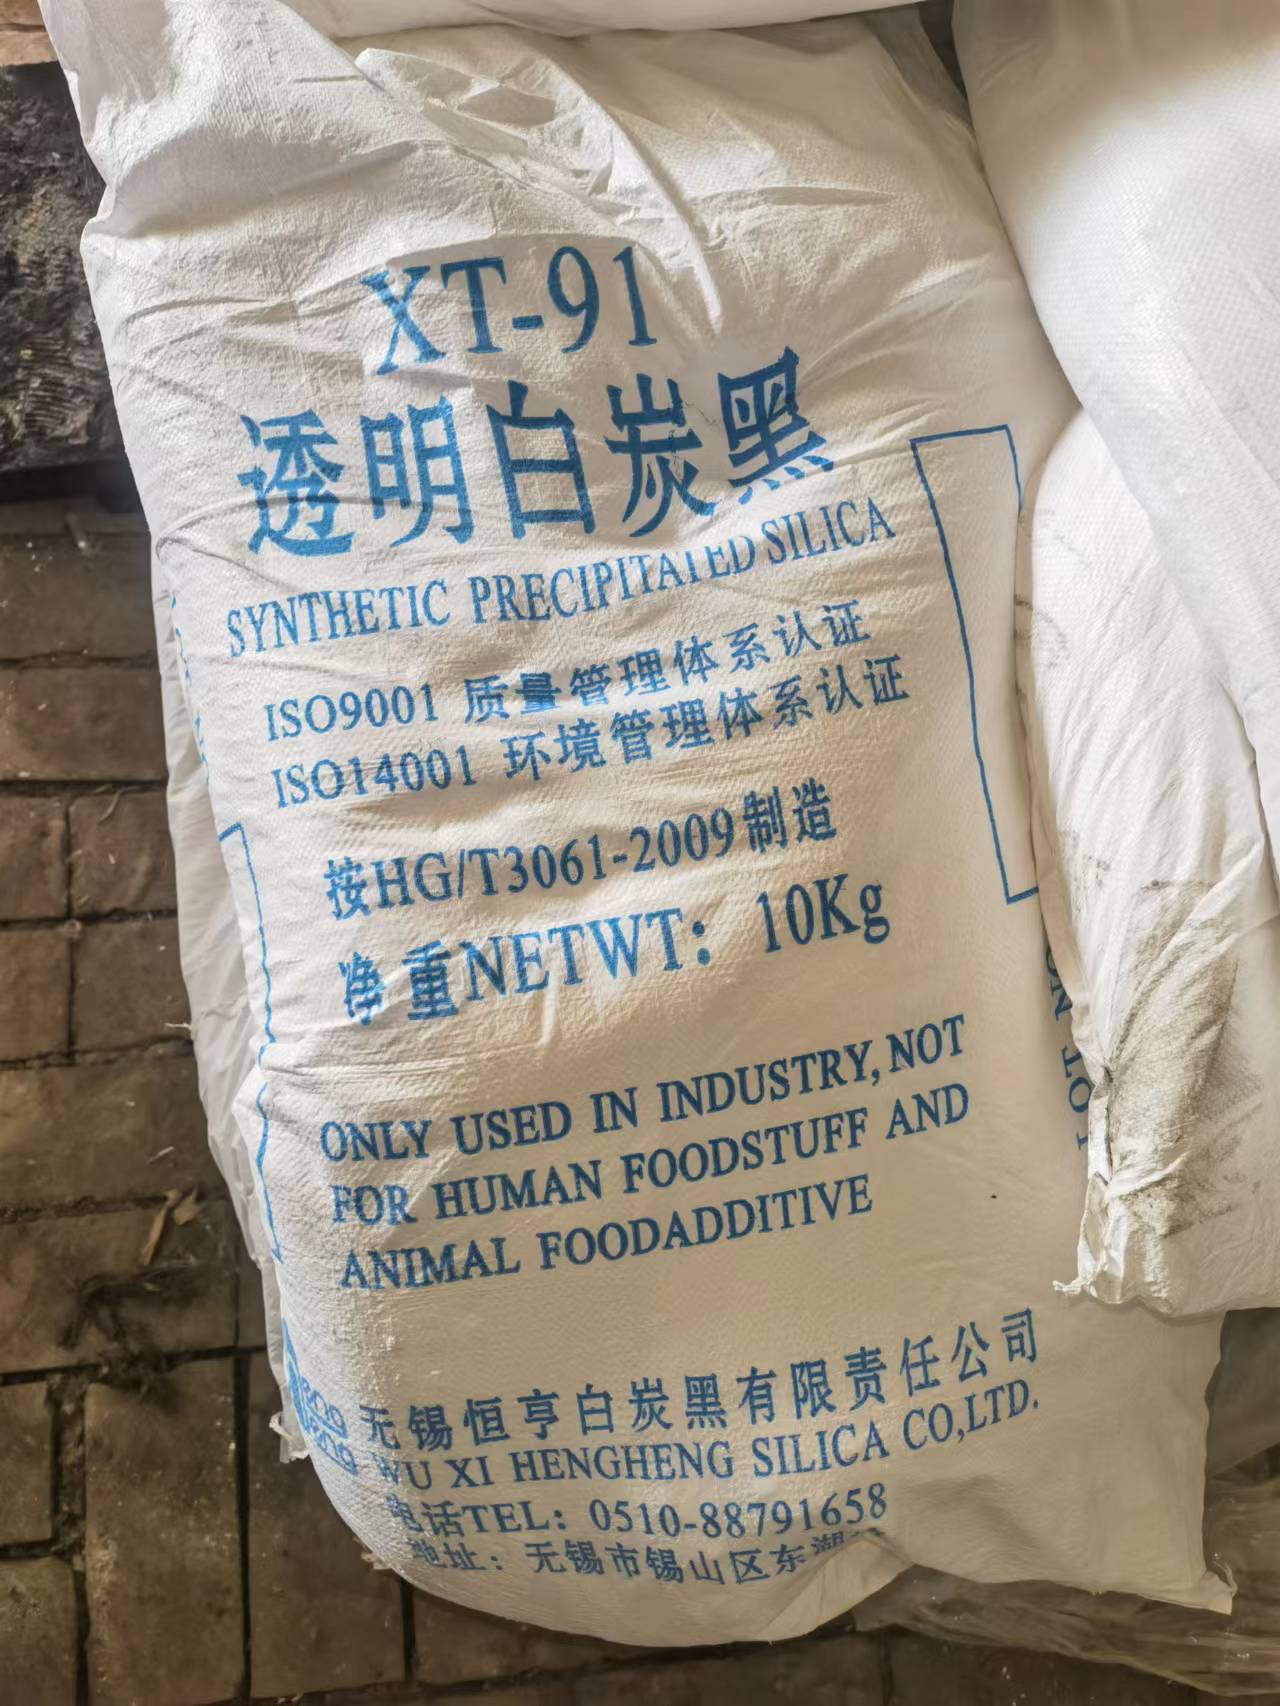 XT-91
透明白炭黑
SYNTHETIC PRECIPITATED SILICA
ISO9001 质量管理体系认证
ISO14001 环境管理体系认证
按HG/T3061-2009制造
净重NETWT: 10Kg
ONLY USED IN INDUSTRY, NOT
FOR HUMAN FOODSTUFF AND
ANIMAL FOODADDITIVE
无锡恒亨白炭黑有限责任公司
WU XI HENGHENG SILICA CO,LTD.
电话TEL: 0510-88791658
地址: 无锡市锡山区东湖